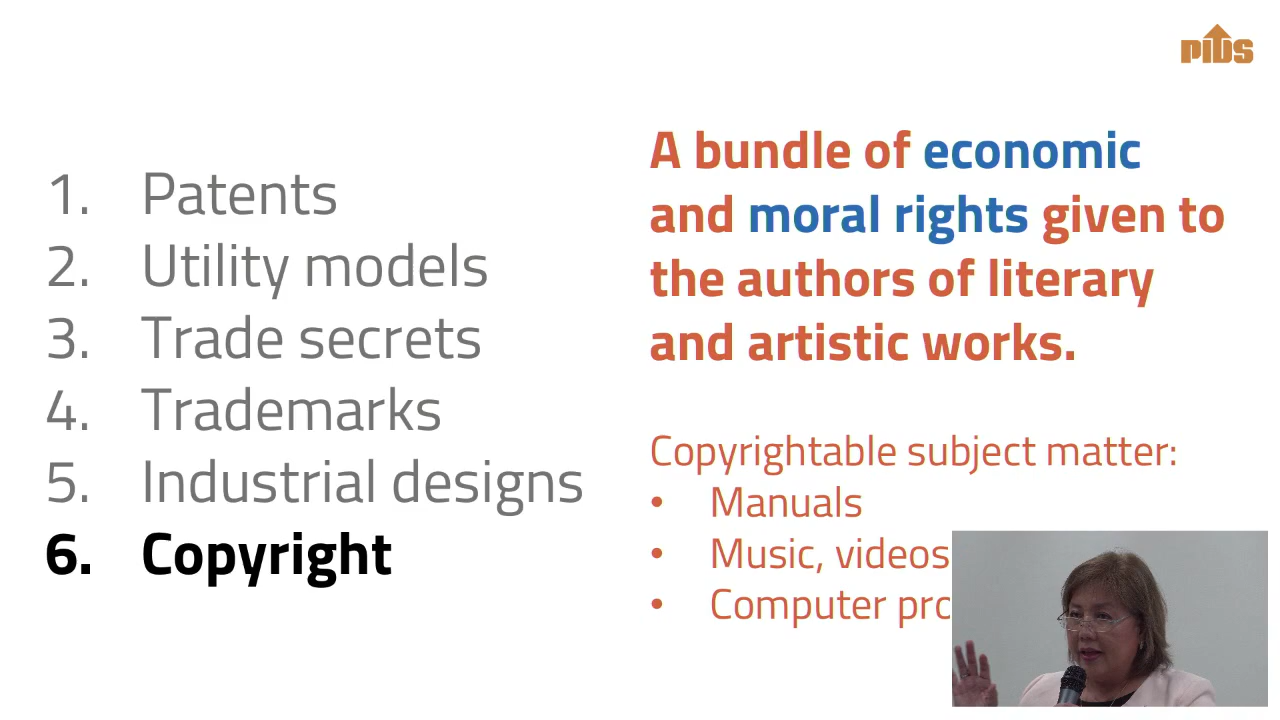 PIDS
1. Patents
2. Utility models
3. Trade secrets
4. Trademarks
5. Industrial designs
6. Copyright
A bundle of economic
and moral rights given to
the authors of literary
and artistic works.
Copyrightable subject matter:
• Manuals
• Music, videos
• Computer